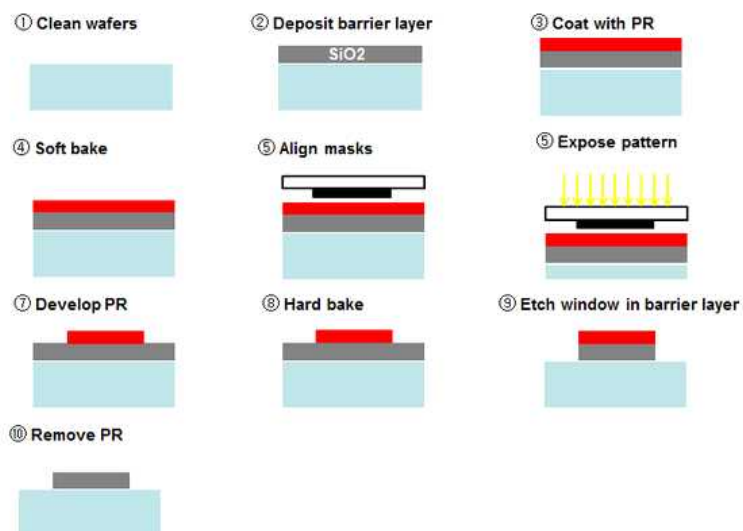 ① Clean wafers
② Deposit barrier layer
SiO2
③ Coat with PR
④ Soft bake
⑤ Align masks
⑤ Expose pattern
⑦ Develop PR
⑧ Hard bake
⑨ Etch window in barrier layer
⑩ Remove PR